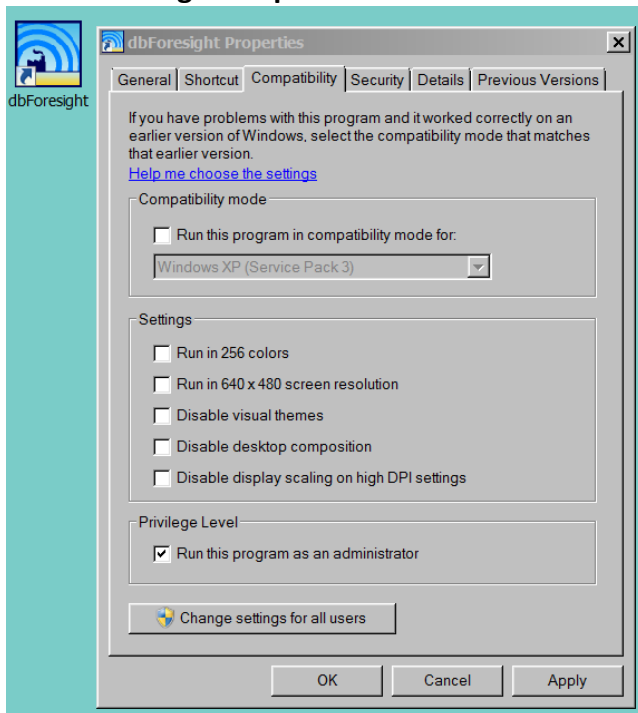 dbForesight
dbForesight Properties
General Shortcut Compatibility Security Details Previous Versions
If you have problems with this program and it worked correctly on an
earlier version of Windows, select the compatibility mode that matches
that earlier version.
Help me choose the settings
Compatibility mode
Run this program in compatibility mode for:
Windows XP (Service Pack 3)
Settings
Run in 256 colors
Run in 640 x 480 screen resolution
Disable visual themes
Disable desktop composition
Disable display scaling on high DPI settings
Privilege Level
Run this program as an administrator
Change settings for all users
OK Cancel Apply